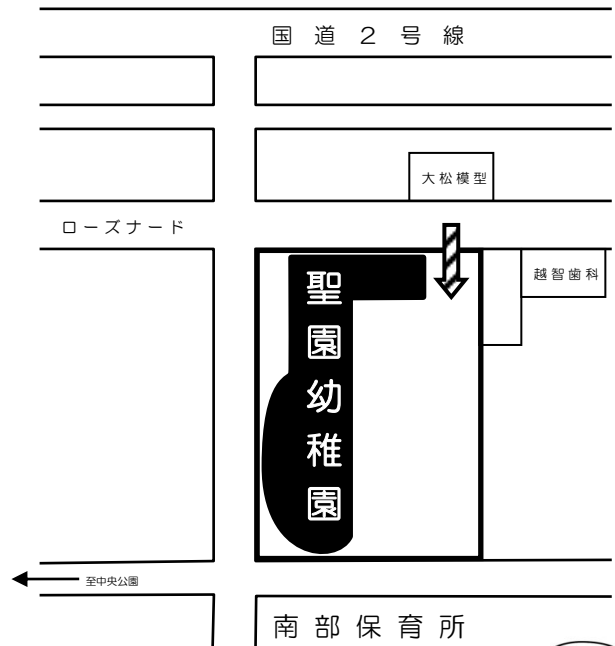 国道２号線
大松模型
ローズナード
越智歯科
聖園幼稚園
至中央公園
南部保育所